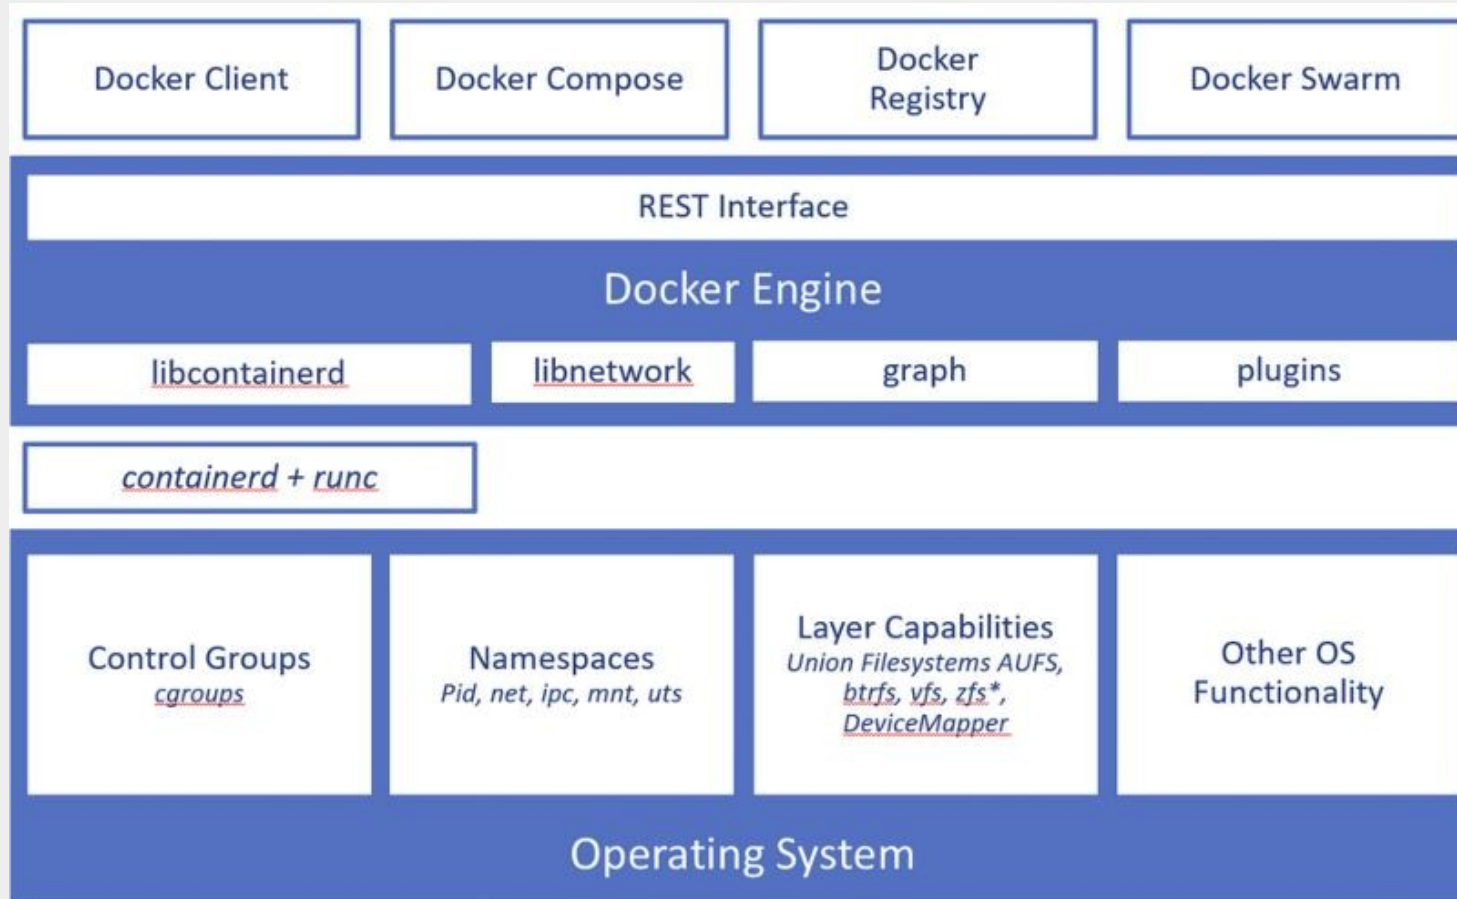 Docker Client
Docker Compose
Docker
Registry
Docker Swarm
REST Interface
Docker Engine
libcontainerd
libnetwork
graph
plugins
containerd + runc
Control Groups
cgroups
Namespaces
Pid, net, ipc, mnt, uts
Layer Capabilities
Union Filesystems AUFS,
btrfs, vfs, zfs*,
DeviceMapper
Other OS
Functionality
Operating System